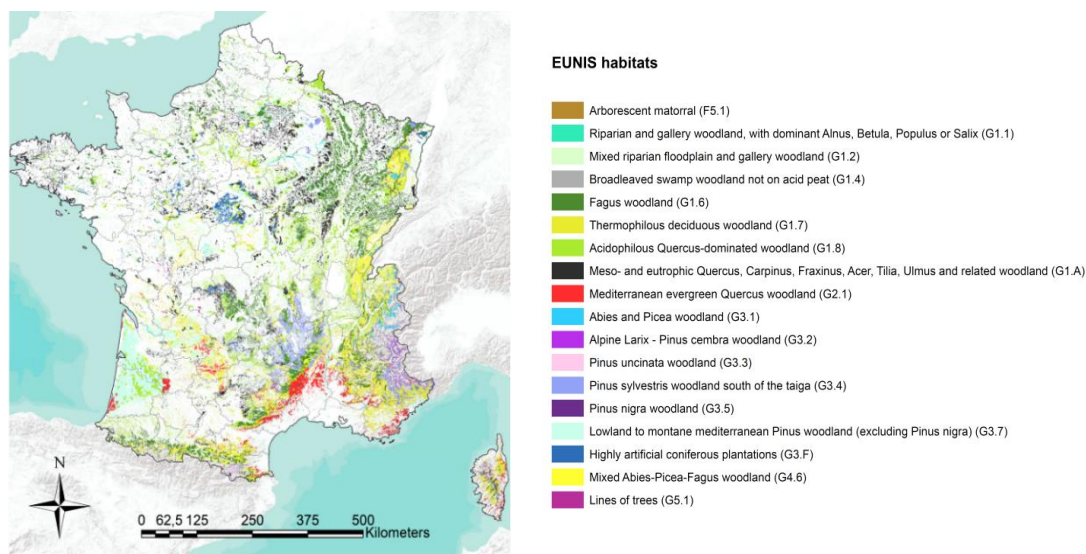 EUNIS habitats
Arborescent matorral (F5.1)
Riparian and gallery woodland, with dominant Alnus, Betula, Populus or Salix (G1.1)
Mixed riparian floodplain and gallery woodland (G1.2)
Broadleaved swamp woodland not on acid peat (G1.4)
Fagus woodland (G1.6)
Thermophilous deciduous woodland (G1.7)
Acidophilous Quercus-dominated woodland (G1.8)
Meso- and eutrophic Quercus, Carpinus, Fraxinus, Acer, Tilia, Ulmus and related woodland (G1.A)
Mediterranean evergreen Quercus woodland (G2.1)
Abies and Picea woodland (G3.1)
Alpine Larix - Pinus cembra woodland (G3.2)
Pinus uncinata woodland (G3.3)
Pinus sylvestris woodland south of the taiga (G3.4)
Pinus nigra woodland (G3.5)
Lowland to montane mediterranean Pinus woodland (excluding Pinus nigra) (G3.7)
Highly artificial coniferous plantations (G3.F)
Mixed Abies-Picea-Fagus woodland (G4.6)
Lines of trees (G5.1)
N
0 62,5 125 250 375 500
Kilometers